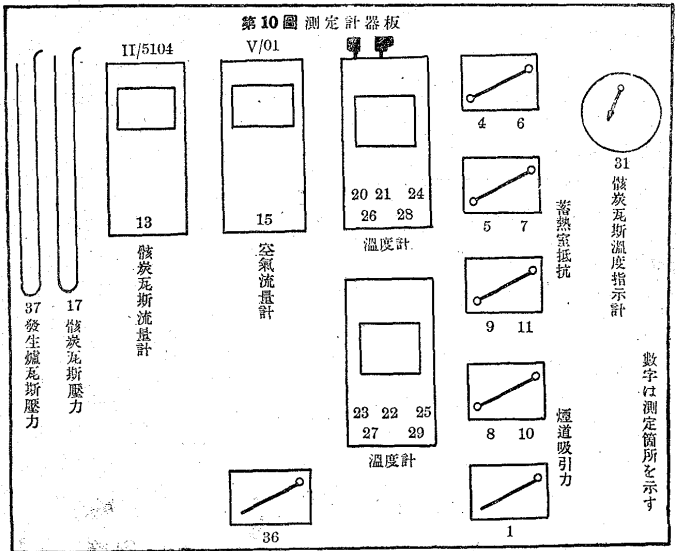 第10圖 測定計器板
II/5104
V/01
4 6
31
骸炭瓦斯溫度指示計
20 21 24
26 28
溫度計
13
骸炭瓦斯流量計
15
空氣流量計
5 7
蓄熱室抵抗
37
發生爐瓦斯壓力
17
骸炭瓦斯壓力
9 11
23 22 25
27 29
溫度計
8 10
煙道吸引力
數字は測定箇所を示す
36
1